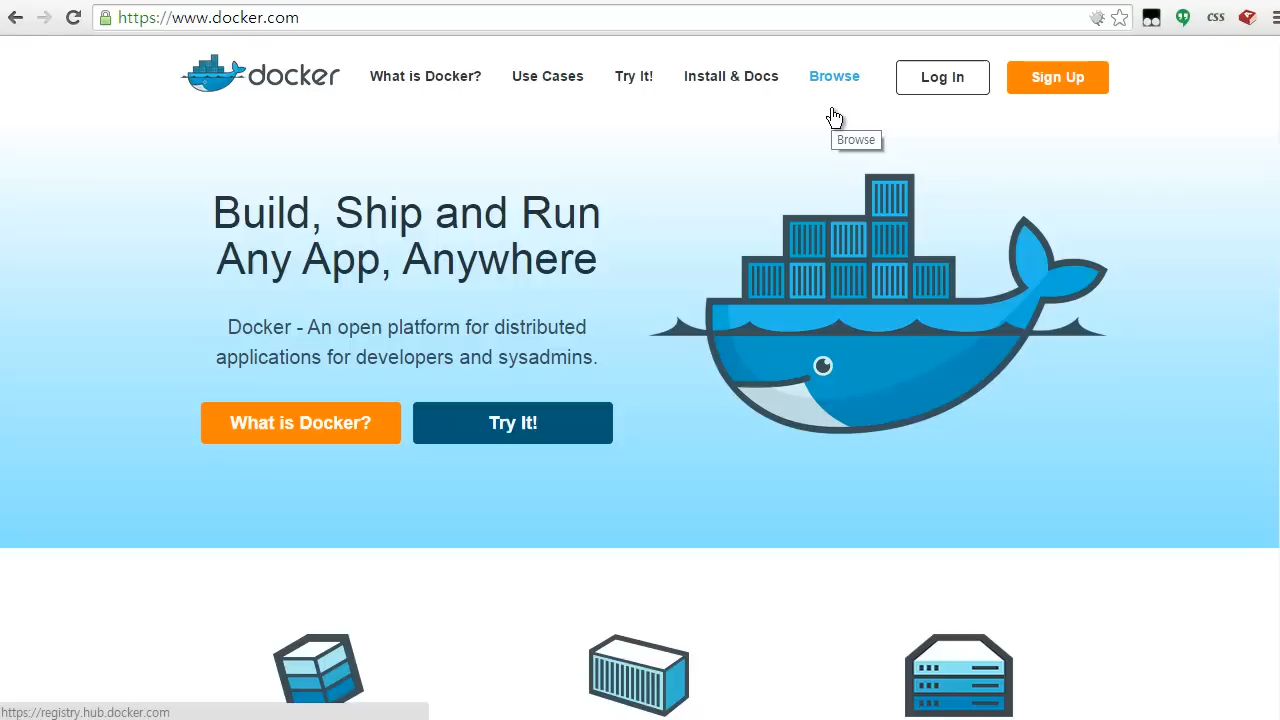 https://www.docker.com
CSS
docker
What is Docker?
Use Cases
Try It!
Install & Docs
Browse
Log In
Sign Up
Browse
Build, Ship and Run
Any App, Anywhere
Docker - An open platform for distributed
applications for developers and sysadmins.
What is Docker?
Try It!
https://registry.hub.docker.com